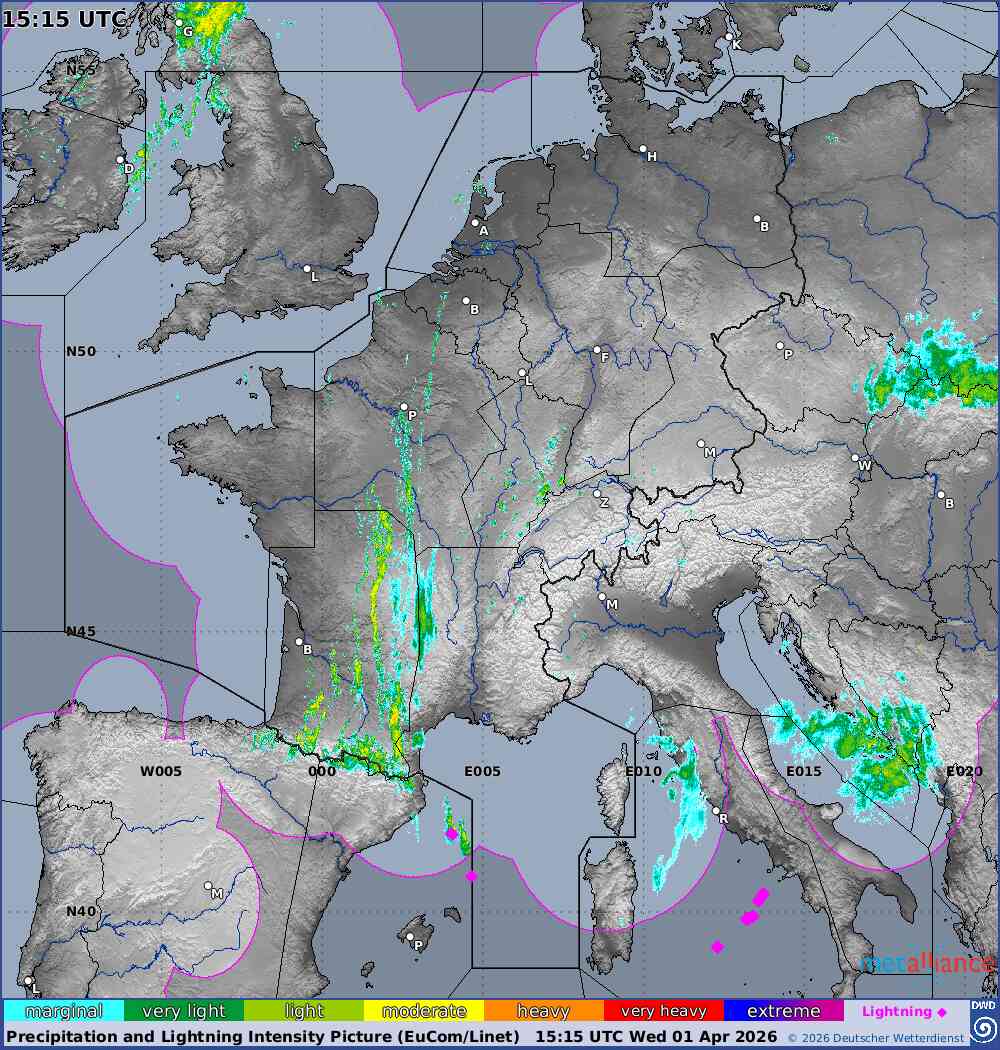 15:15 UTC
G
K
N55
D
H
A
B
L
B
N50
F
P
L
P
M
W
Z
B
M
N45
B
W005
000
E005
E010
E015
E020
R
M
N40
P
L
metalliance
marginal very light light moderate heavy very heavy extreme Lightning
DWD
Precipitation and Lightning Intensity Picture (EuCom/Linet) 15:15 UTC Wed 01 Apr 2026 © 2026 Deutscher Wetterdienst